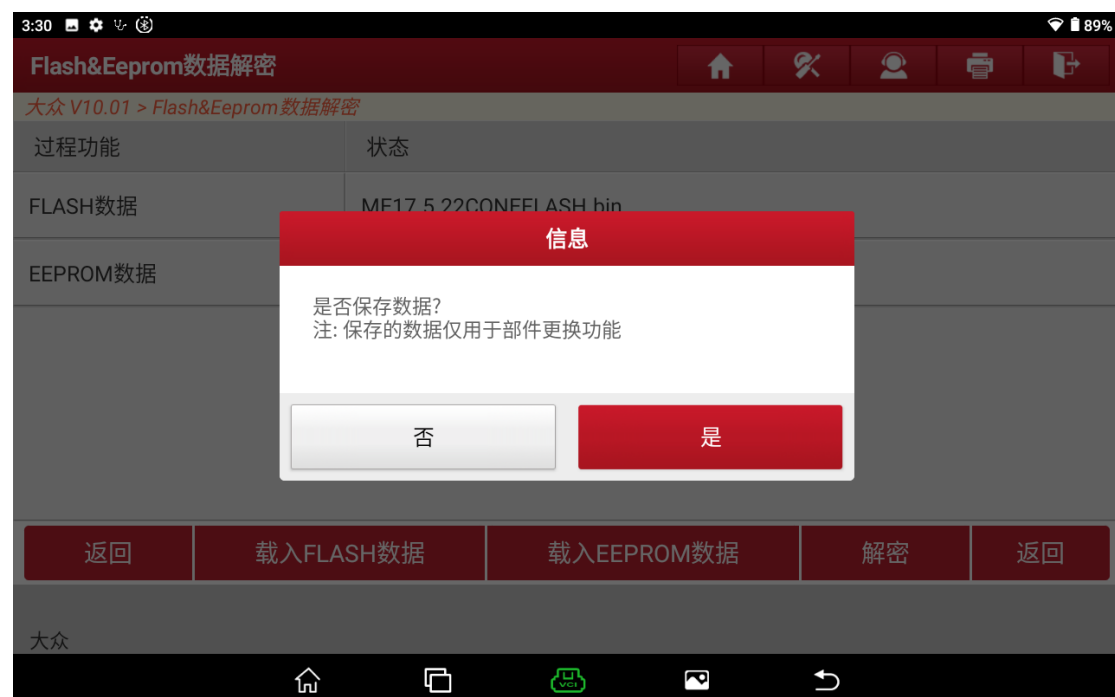 3:30
89%
Flash&Eeprom数据解密
大众 V10.01 > Flash&Eeprom数据解密
过程功能
状态
FLASH数据
ME17.5.22CONFFLASH.bin
EEPROM数据
信息
是否保存数据?
注: 保存的数据仅用于部件更换功能
否
是
返回
载入FLASH数据
载入EEPROM数据
解密
返回
大众
VCI